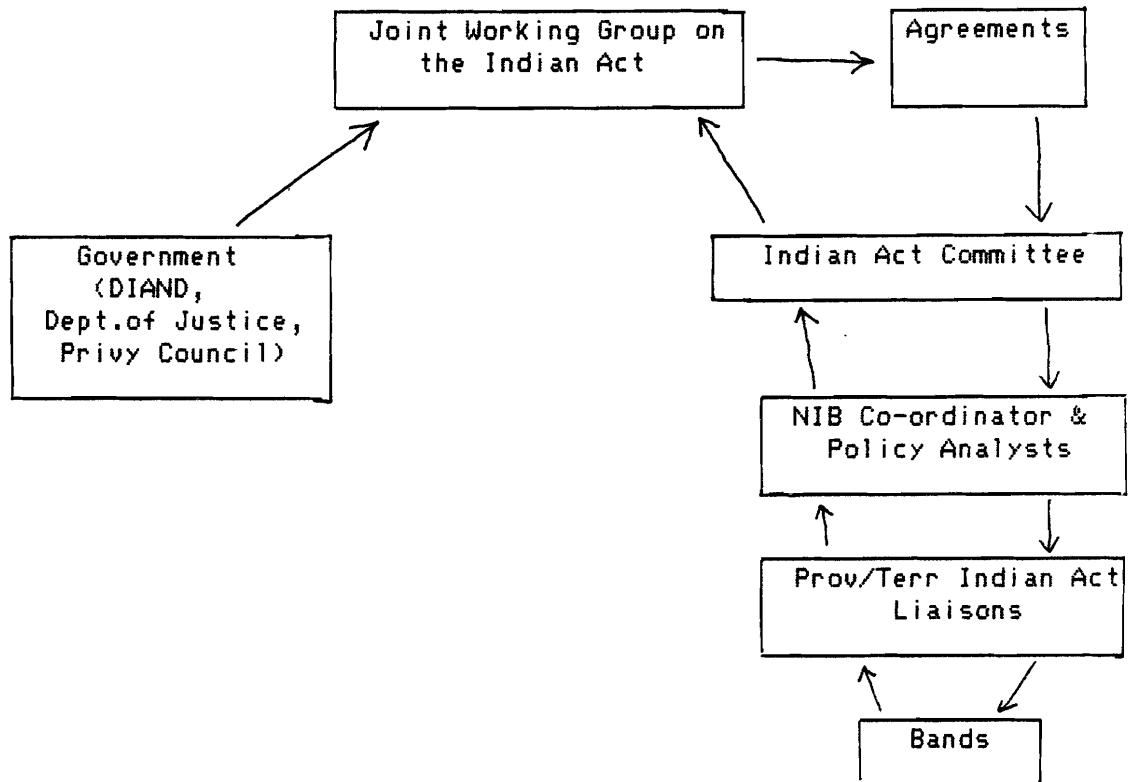 Joint Working Group on
the Indian Act
Agreements
Government
(DIAND,
Dept.of Justice,
Privy Council)
Indian Act Committee
NIB Co-ordinator &
Policy Analysts
Prov/Terr Indian Act
Liaisons
Bands